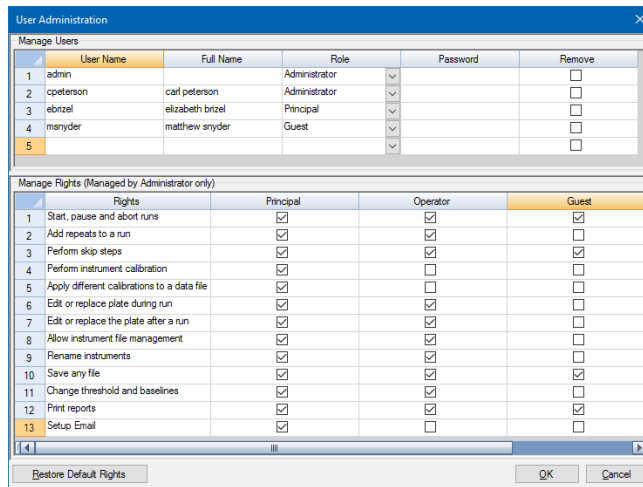 User Administration
Manage Users
User Name Full Name Role Password Remove
1 admin Administrator
2 cpeterson carl peterson Administrator
3 ebrizel elizabeth brizel Principal
4 msnyder matthew snyder Guest
5
Manage Rights (Managed by Administrator only)
Rights Principal Operator Guest
1 Start, pause and abort runs
2 Add repeats to a run
3 Perform skip steps
4 Perform instrument calibration
5 Apply different calibrations to a data file
6 Edit or replace plate during run
7 Edit or replace the plate after a run
8 Allow instrument file management
9 Rename instruments
10 Save any file
11 Change threshold and baselines
12 Print reports
13 Setup Email
Restore Default Rights OK Cancel